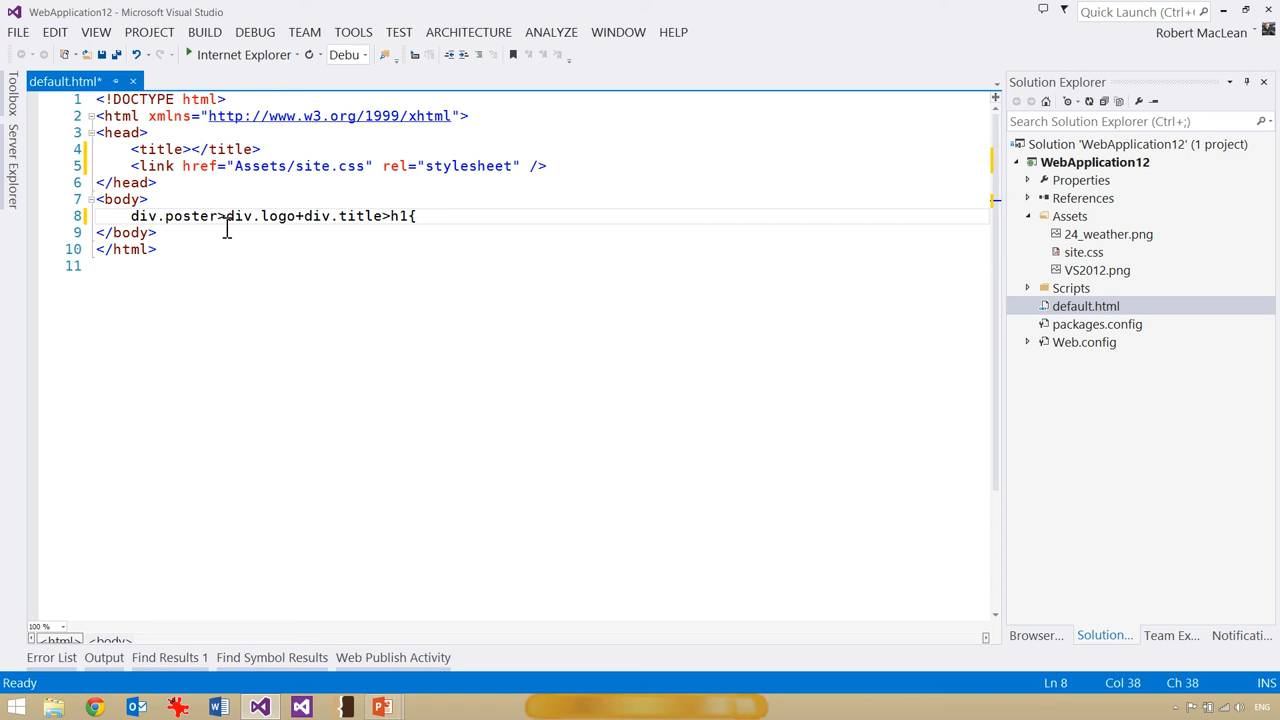 WebApplication12 - Microsoft Visual Studio
Quick Launch (Ctrl+
FILE EDIT VIEW PROJECT BUILD DEBUG TEAM TOOLS TEST ARCHITECTURE ANALYZE WINDOW HELP
Robert MacLean
Internet Explorer
Debu
Toolbox
Server Explorer
default.html*
1 <!DOCTYPE html>
2 <html xmlns="http://www.w3.org/1999/xhtml">
3 <head>
4 <title></title>
5 <link href="Assets/site.css" rel="stylesheet" />
6 </head>
7 <body>
8 div.poster>div.logo+div.title>h1{
9 </body>
10 </html>
11
100 %
<html> <body>
Solution Explorer
Search Solution Explorer (Ctrl+;)
Solution 'WebApplication12' (1 project)
WebApplication12
Properties
References
Assets
24_weather.png
site.css
VS2012.png
Scripts
default.html
packages.config
Web.config
Browser... Solution... Team Ex... Notificati...
Error List Output Find Results 1 Find Symbol Results Web Publish Activity
Ready Ln 8 Col 38 Ch 38 INS
ENG